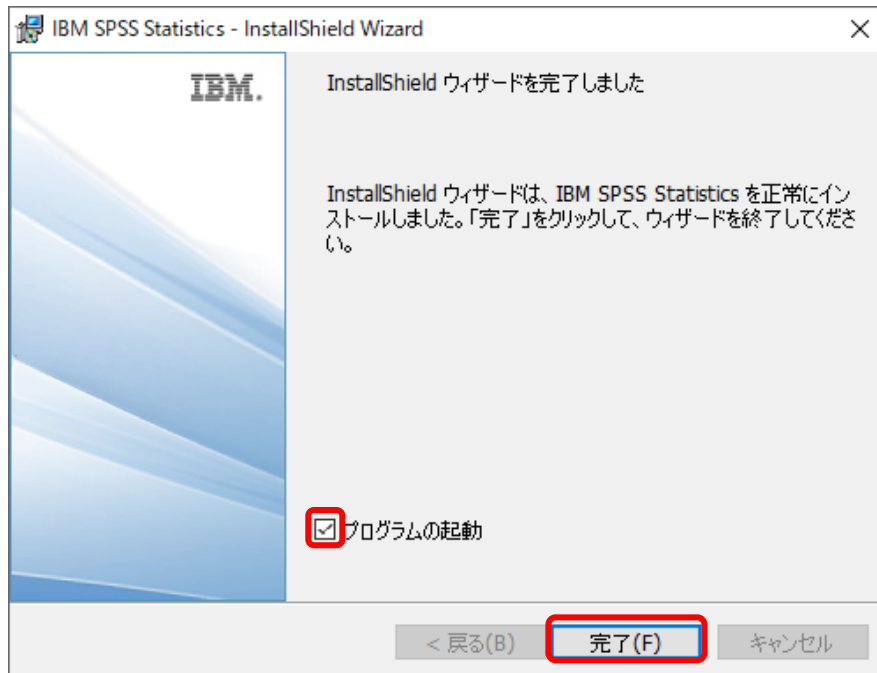 IBM SPSS Statistics - InstallShield Wizard
IBM.
InstallShield ウィザードを完了しました
InstallShield ウィザードは、IBM SPSS Statistics を正常にイン
ストールしました。「完了」をクリックして、ウィザードを終了してくださ
い。
プログラムの起動
< 戻る(B)
完了(F)
キャンセル